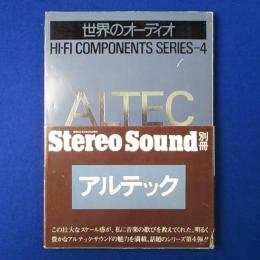 世界のオーディオ
HI-FI COMPONENTS SERIES-4
ALTEC
Stereo Sound 別冊
アルテック
この壮大なスケール感が、私に音楽の歓びを教えてくれた。明るく
豊かなアルテックサウンドの魅力を満載。話題のシリーズ第4弾!!